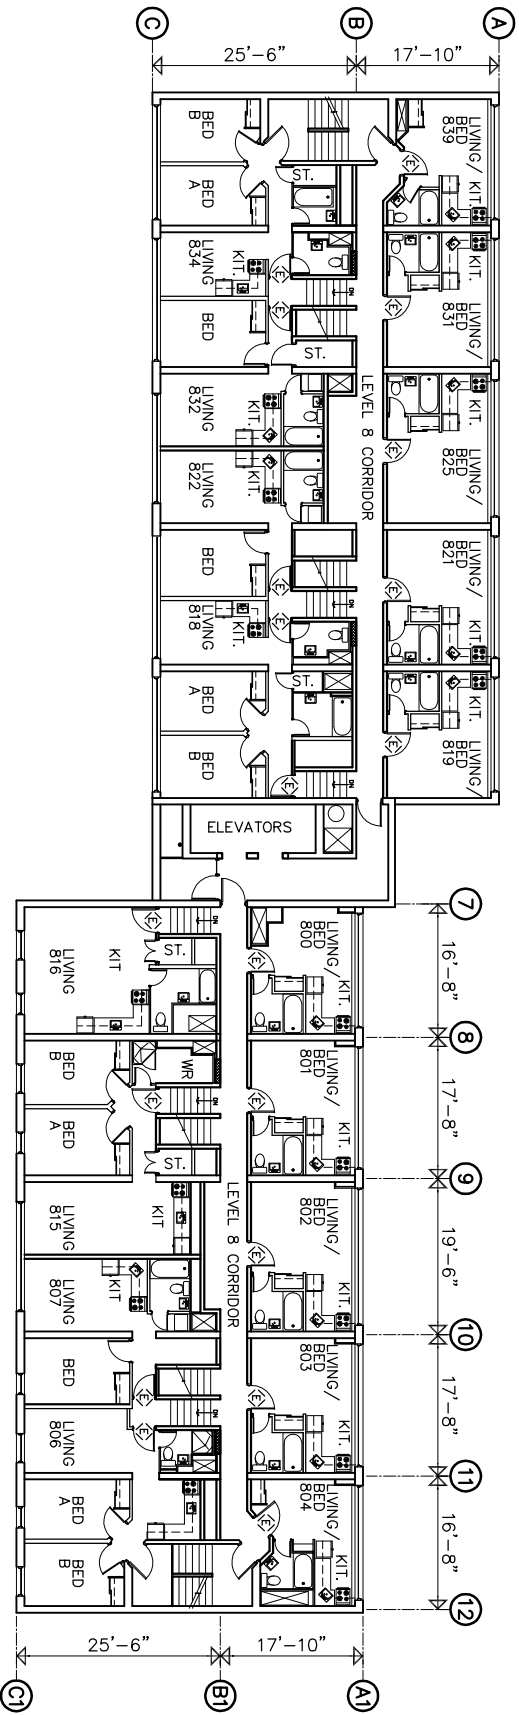 C
B
A
25'-6"
17'-10"
BED
B
BED
A
ST.
LIVING/
BED
839
KIT.
E
LIVING
834
KIT.
E
E
DN
KIT.
LIVING/
BED
831
E
BED
ST.
LIVING
832
KIT.
LEVEL 8 CORRIDOR
KIT.
LIVING/
BED
825
E
LIVING
822
KIT.
BED
E
E
DN
LIVING/
BED
821
KIT.
E
LIVING
818
KIT.
BED
A
BED
B
ST.
E
DN
KIT.
LIVING/
BED
819
E
ELEVATORS
7
16'-8"
8
17'-8"
9
19'-6"
10
17'-8"
11
16'-8"
12
E
DN
ST.
KIT
LIVING
816
LIVING/
BED
800
KIT.
E
BED
B
WR
E
DN
BED
A
ST.
LIVING/
BED
801
KIT.
E
KIT
LIVING
815
LEVEL 8 CORRIDOR
LIVING/
BED
802
KIT.
E
KIT
LIVING
807
BED
E
E
DN
LIVING/
BED
803
KIT.
E
LIVING
806
BED
A
BED
B
LIVING/
BED
804
KIT.
E
25'-6"
17'-10"
C1
B1
A1